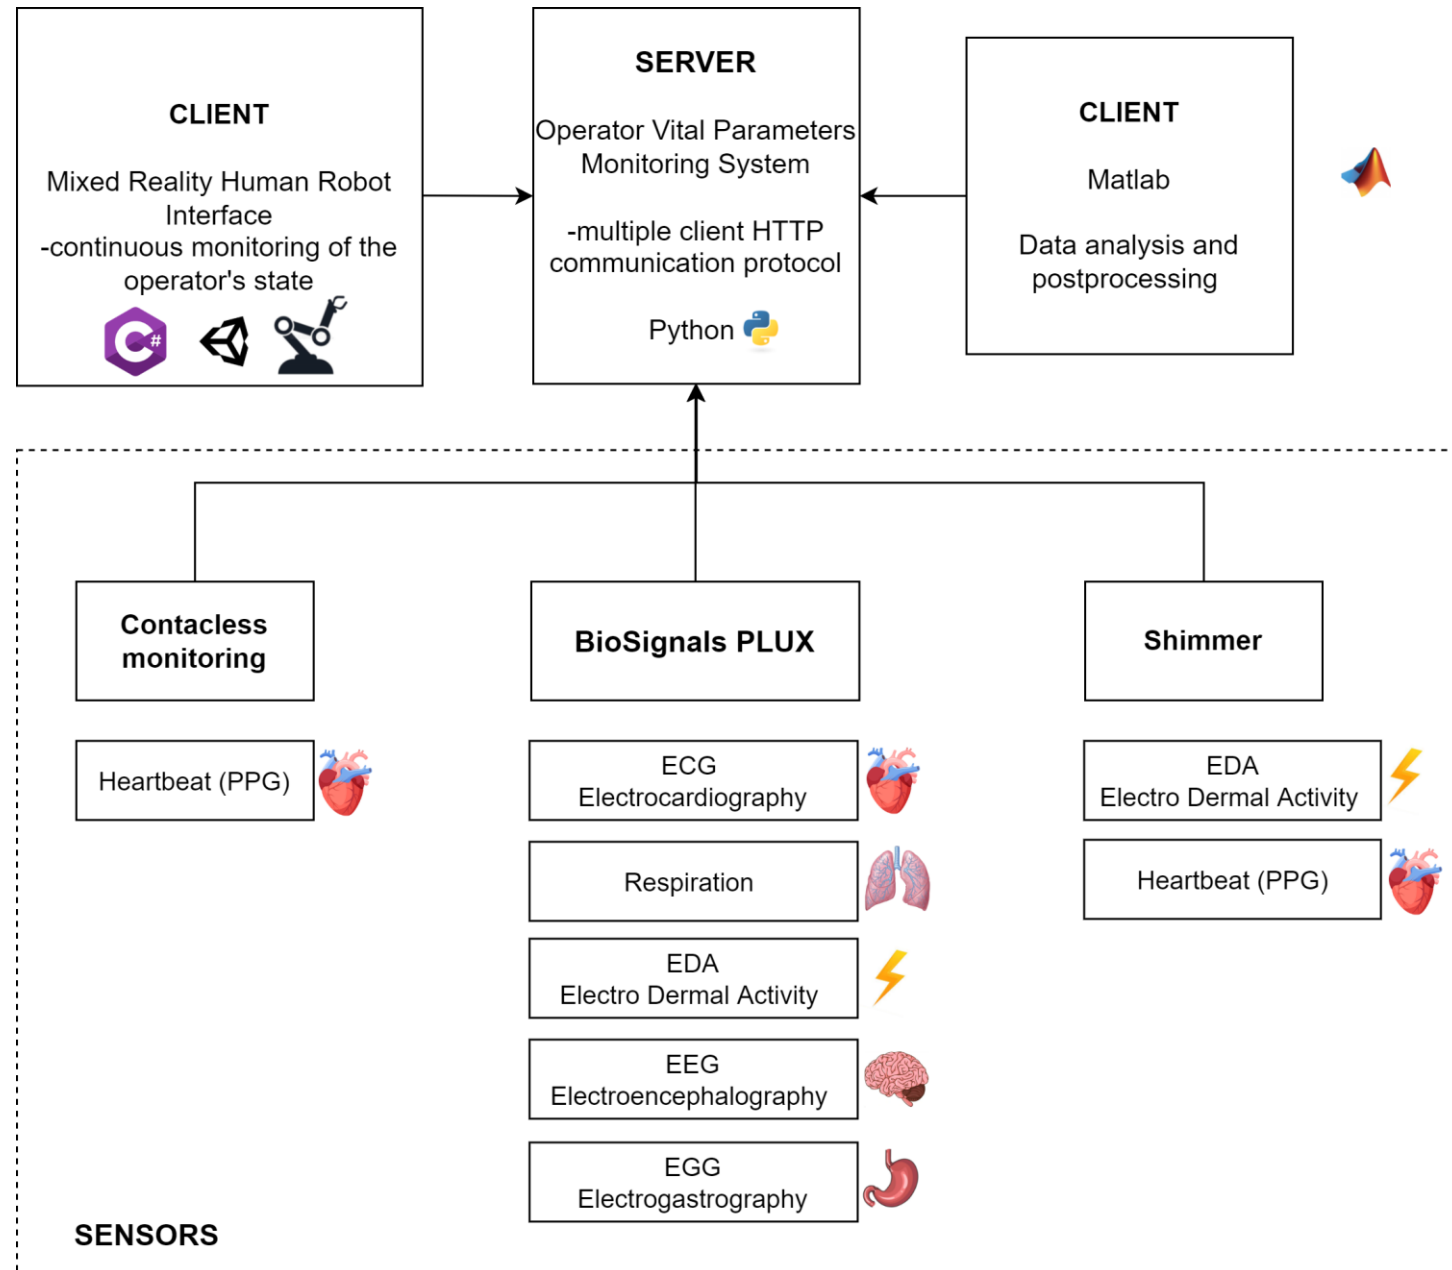 CLIENT
Mixed Reality Human Robot
Interface
-continuous monitoring of the
operator's state
C#
SERVER
Operator Vital Parameters
Monitoring System
-multiple client HTTP
communication protocol
Python
CLIENT
Matlab
Data analysis and
postprocessing
Contacless
monitoring
Heartbeat (PPG)
BioSignals PLUX
ECG
Electrocardiography
Respiration
EDA
Electro Dermal Activity
EEG
Electroencephalography
EGG
Electrogastrography
Shimmer
EDA
Electro Dermal Activity
Heartbeat (PPG)
SENSORS